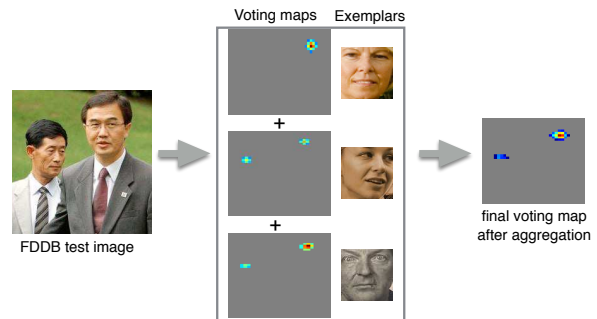 Voting maps
Exemplars
+
+
FDDB test image
final voting map
after aggregation